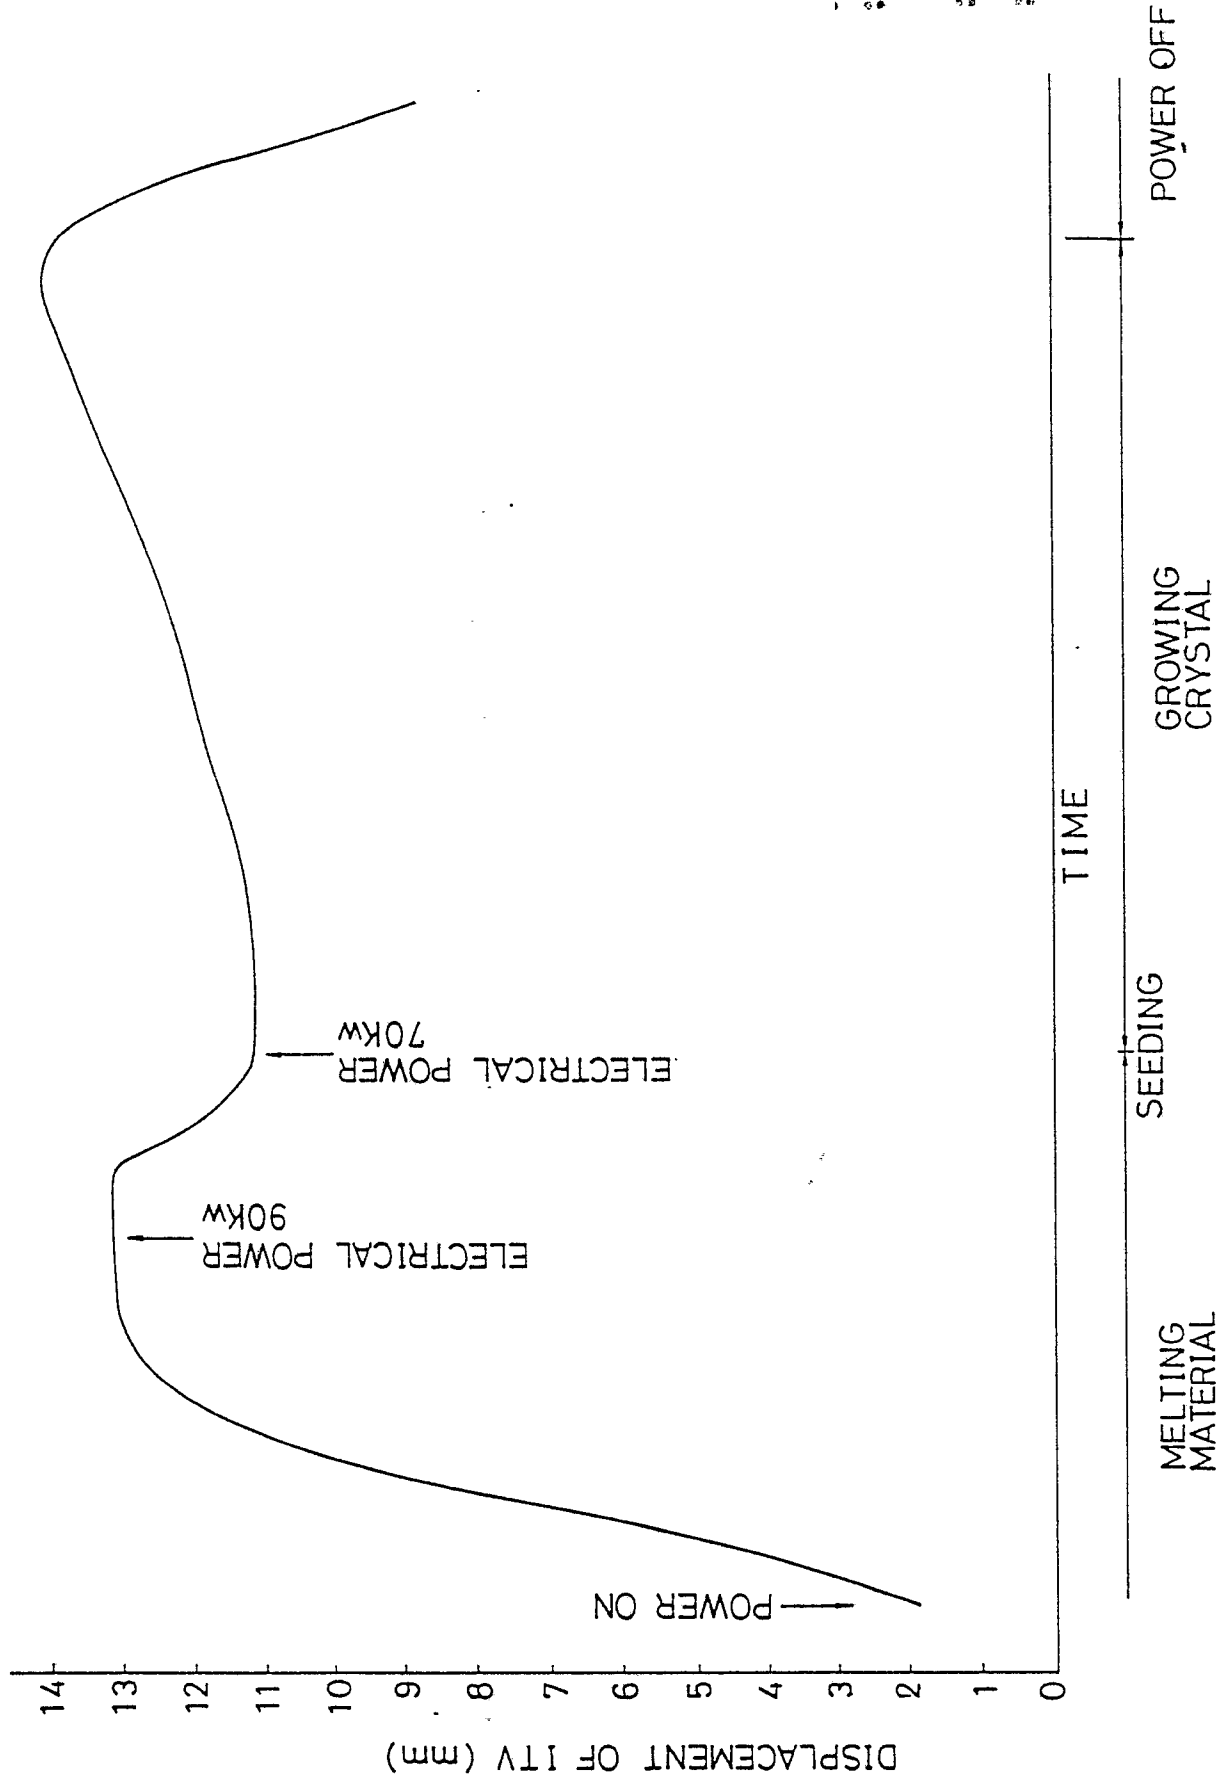 DISPLACEMENT OF ITV (mm)
14
13
12
11
10
9
8
7
6
5
4
3
2
1
0
POWER ON
ELECTRICAL POWER
90Kw
ELECTRICAL POWER
70Kw
TIME
MELTING
MATERIAL
SEEDING
GROWING
CRYSTAL
POWER OFF